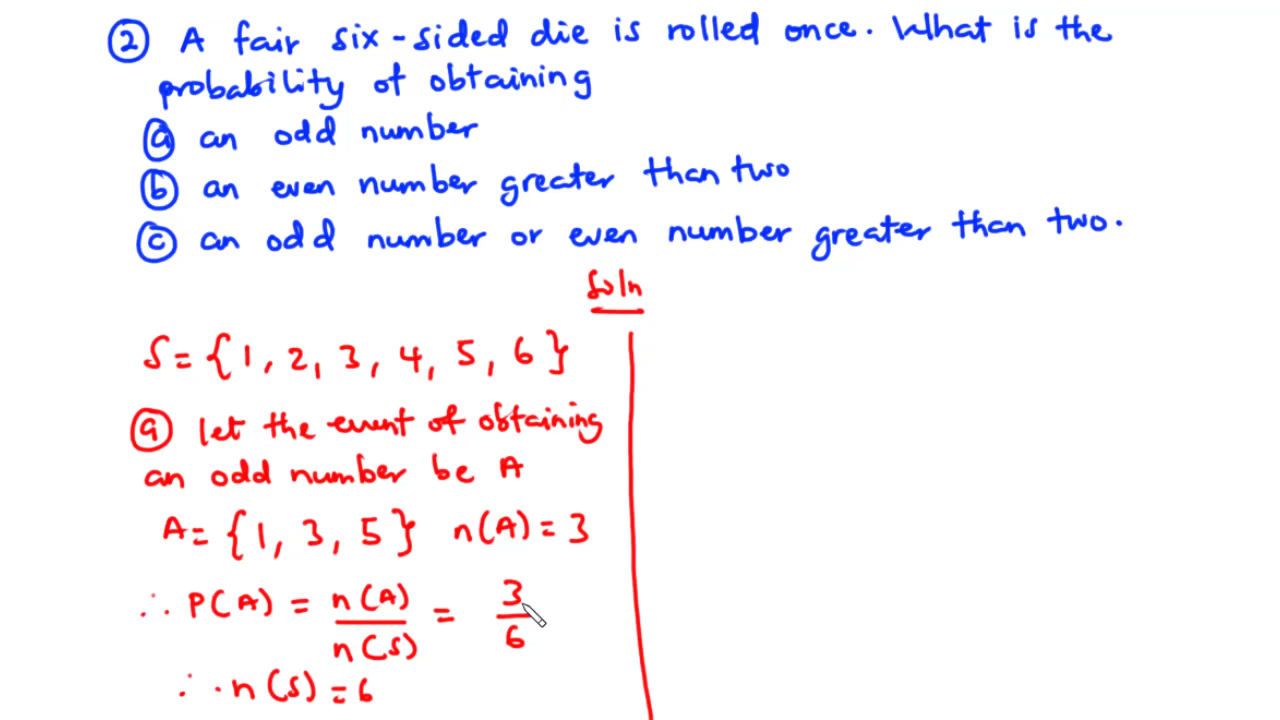 ② A fair six-sided die is rolled once. What is the
probability of obtaining
ⓐ an odd number
ⓑ an even number greater than two
ⓒ an odd number or even number greater than two.
Soln
S = {1, 2, 3, 4, 5, 6}
ⓐ let the event of obtaining
an odd number be A
A = {1, 3, 5} n(A) = 3
∴ P(A) = n(A)/n(S) = 3/6
∴ n(S) = 6